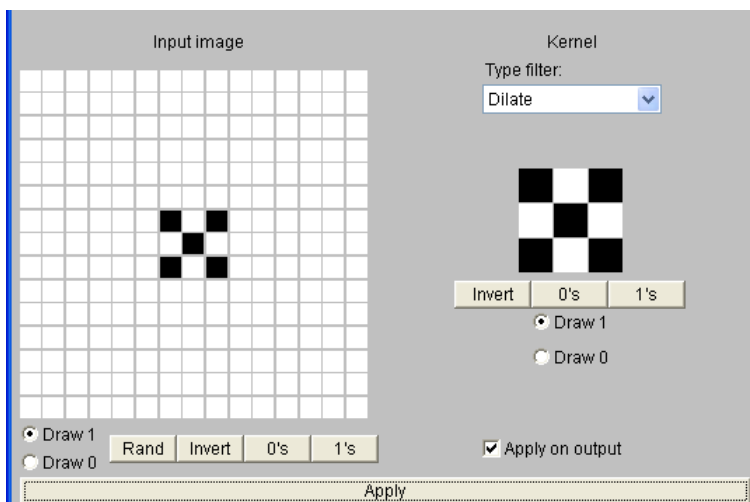 Input image
Kernel
Type filter:
Dilate
Invert 0's 1's
Draw 1
Draw 0
Draw 1
Draw 0
Rand Invert 0's 1's
Apply on output
Apply